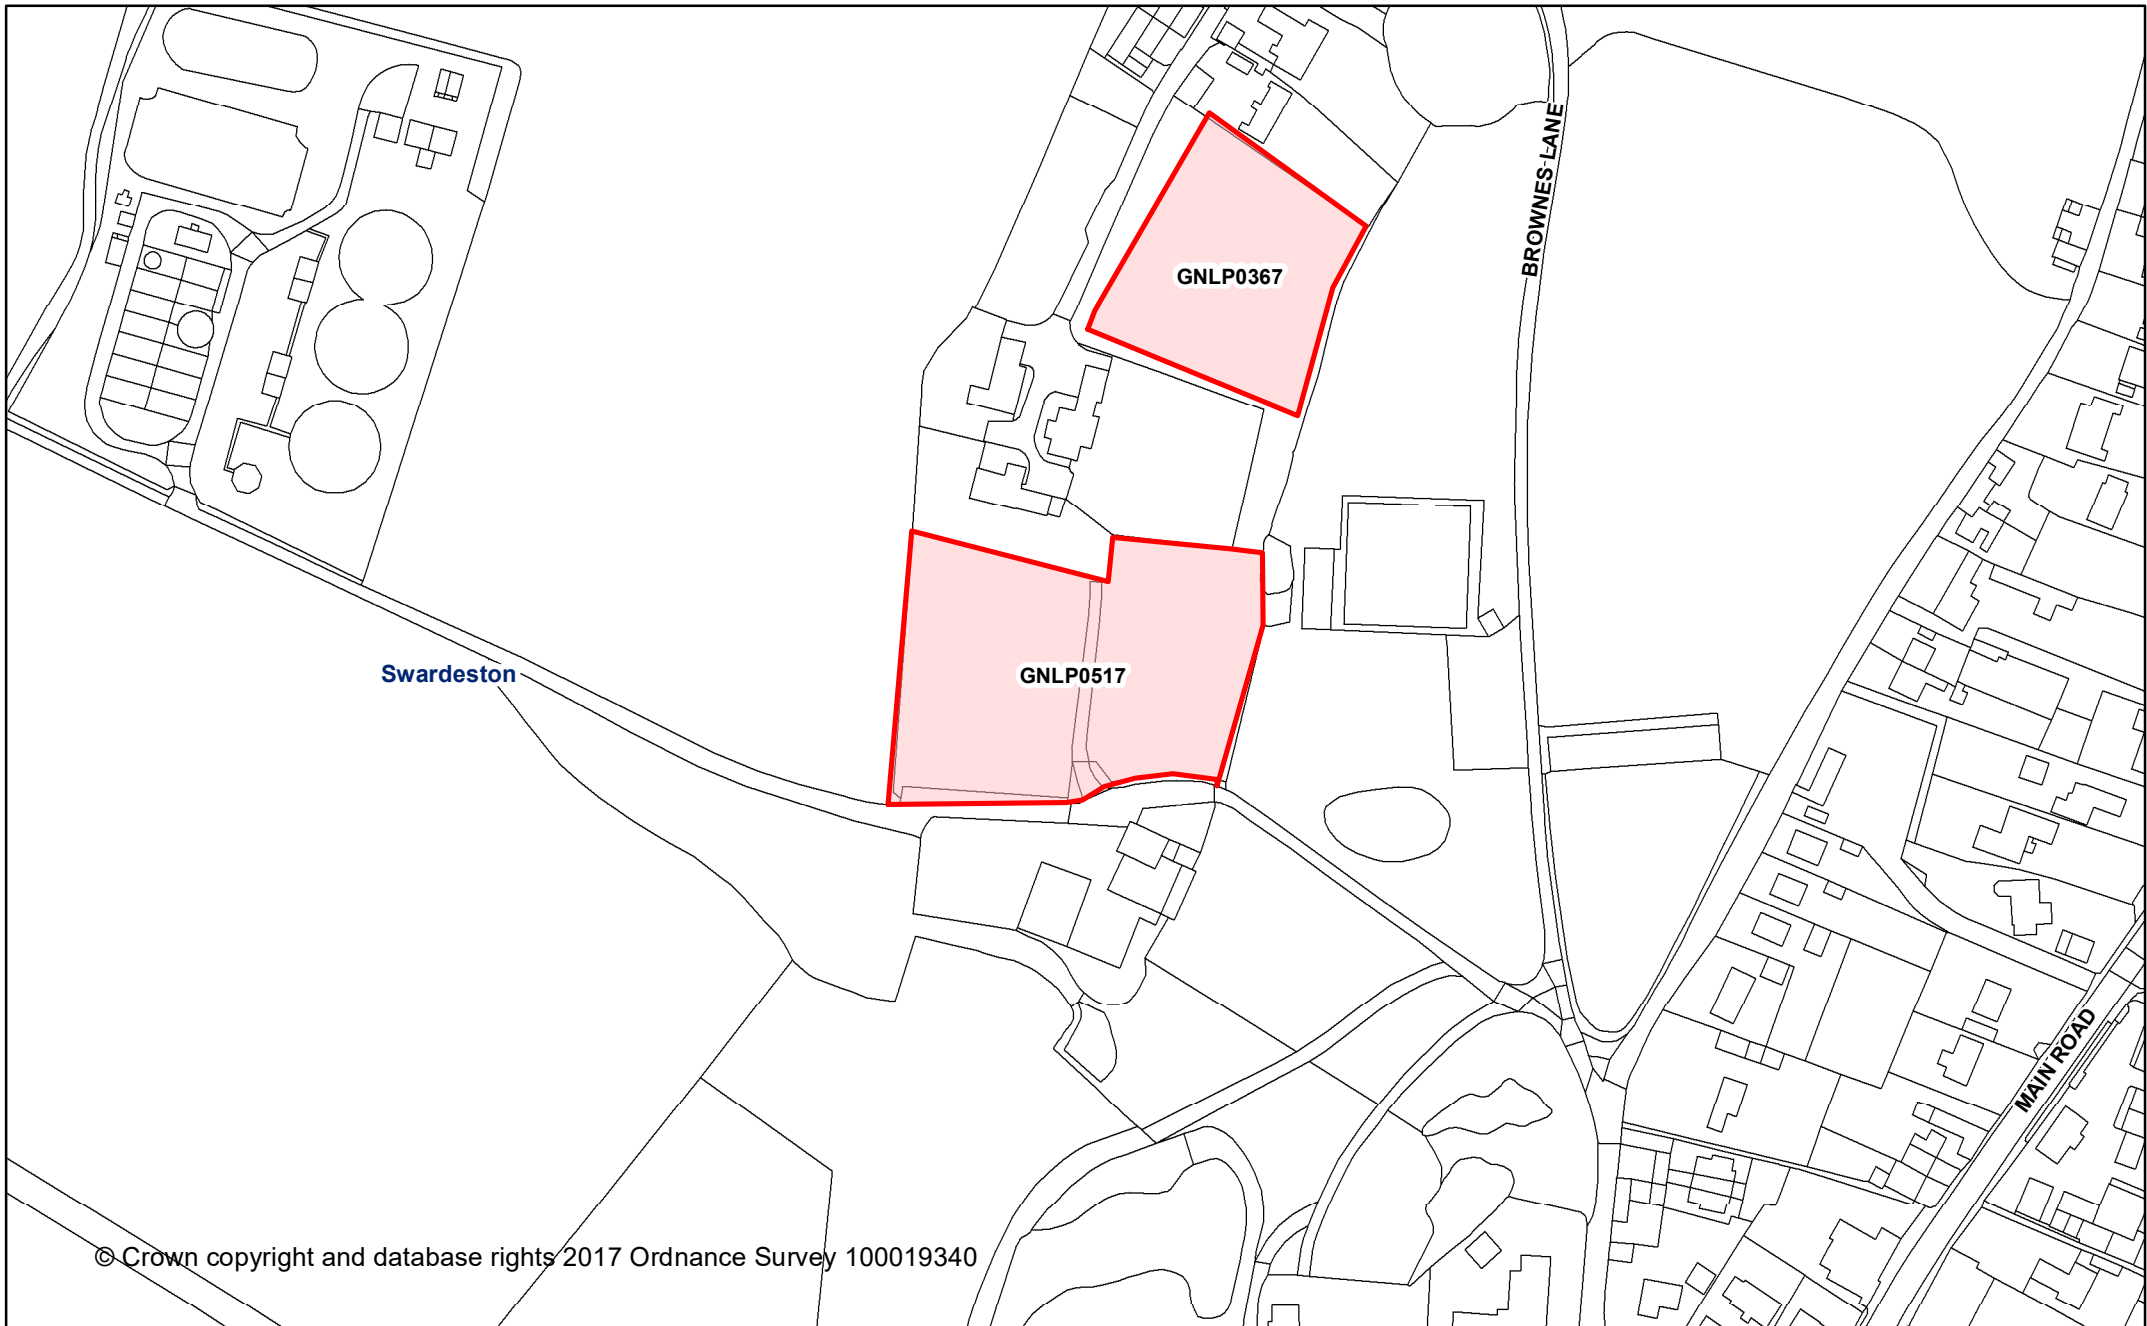 BROWNES LANE
GNLP0367
Swardeston
GNLP0517
MAIN ROAD
© Crown copyright and database rights 2017 Ordnance Survey 100019340